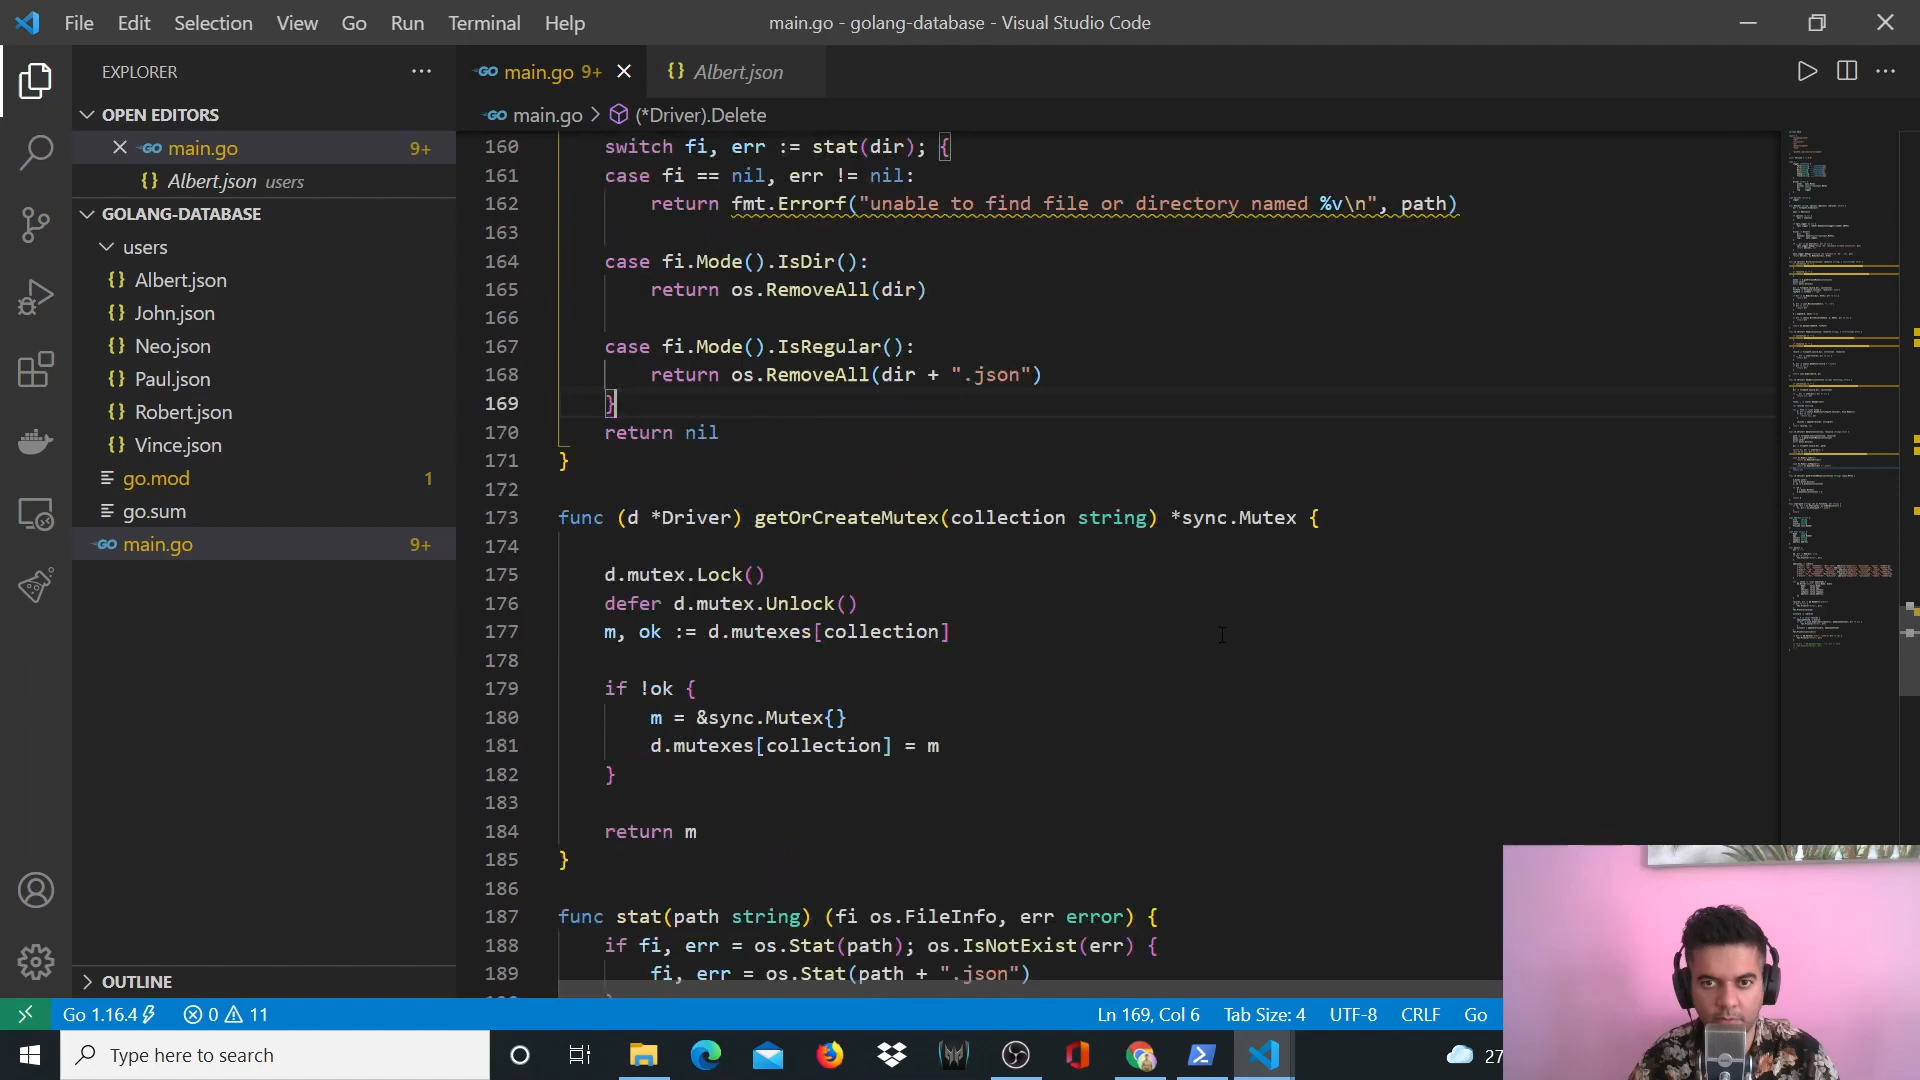 File Edit Selection View Go Run Terminal Help
main.go - golang-database - Visual Studio Code
EXPLORER
OPEN EDITORS
main.go 9+
Albert.json users
GOLANG-DATABASE
users
Albert.json
John.json
Neo.json
Paul.json
Robert.json
Vince.json
go.mod 1
go.sum
main.go 9+
OUTLINE
main.go 9+
Albert.json
main.go > (*Driver).Delete
160 switch fi, err := stat(dir); {
161 case fi == nil, err != nil:
162 return fmt.Errorf("unable to find file or directory named %v\n", path)
163
164 case fi.Mode().IsDir():
165 return os.RemoveAll(dir)
166
167 case fi.Mode().IsRegular():
168 return os.RemoveAll(dir + ".json")
169 }
170 return nil
171 }
172
173 func (d *Driver) getOrCreateMutex(collection string) *sync.Mutex {
174
175 d.mutex.Lock()
176 defer d.mutex.Unlock()
177 m, ok := d.mutexes[collection]
178
179 if !ok {
180 m = &sync.Mutex{}
181 d.mutexes[collection] = m
182 }
183
184 return m
185 }
186
187 func stat(path string) (fi os.FileInfo, err error) {
188 if fi, err = os.Stat(path); os.IsNotExist(err) {
189 fi, err = os.Stat(path + ".json")
Go 1.16.4 0 11
Ln 169, Col 6 Tab Size: 4 UTF-8 CRLF Go
Type here to search
27